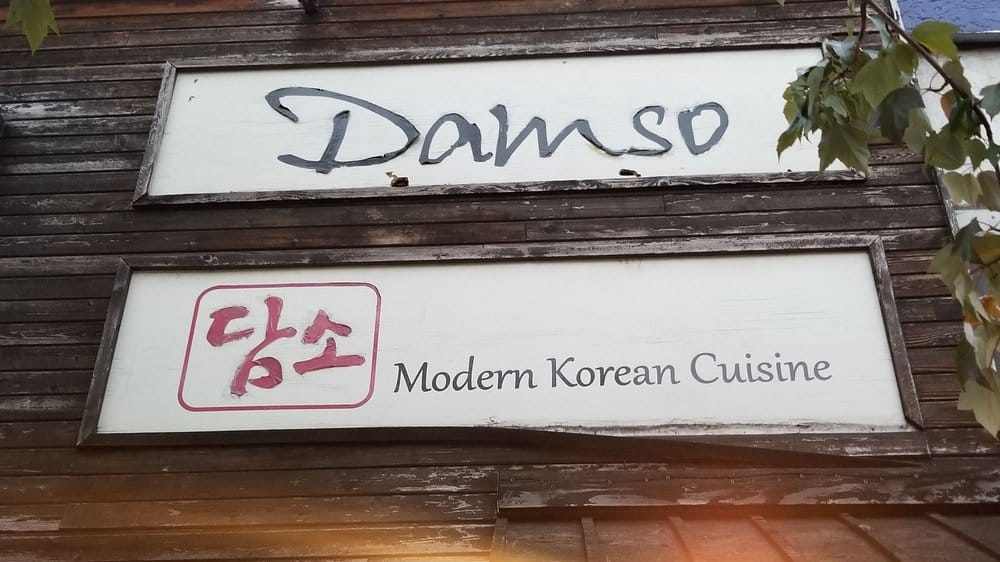 Damso
담소
Modern Korean Cuisine